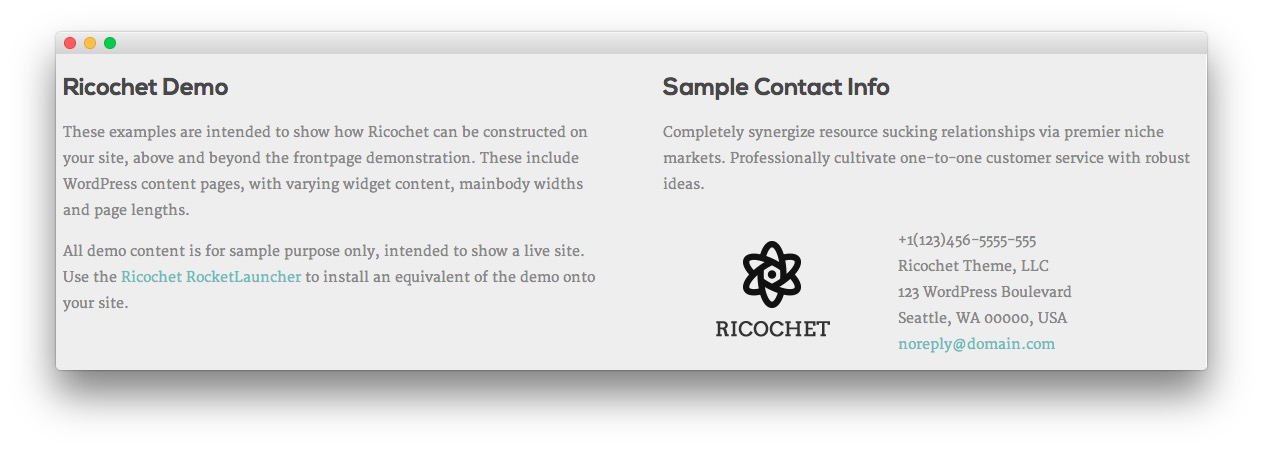 Ricochet Demo
These examples are intended to show how Ricochet can be constructed on
your site, above and beyond the frontpage demonstration. These include
WordPress content pages, with varying widget content, mainbody widths
and page lengths.
All demo content is for sample purpose only, intended to show a live site.
Use the Ricochet RocketLauncher to install an equivalent of the demo onto
your site.
Sample Contact Info
Completely synergize resource sucking relationships via premier niche
markets. Professionally cultivate one-to-one customer service with robust
ideas.
RICOCHET
+1(123)456-5555-555
Ricochet Theme, LLC
123 WordPress Boulevard
Seattle, WA 00000, USA
noreply@domain.com